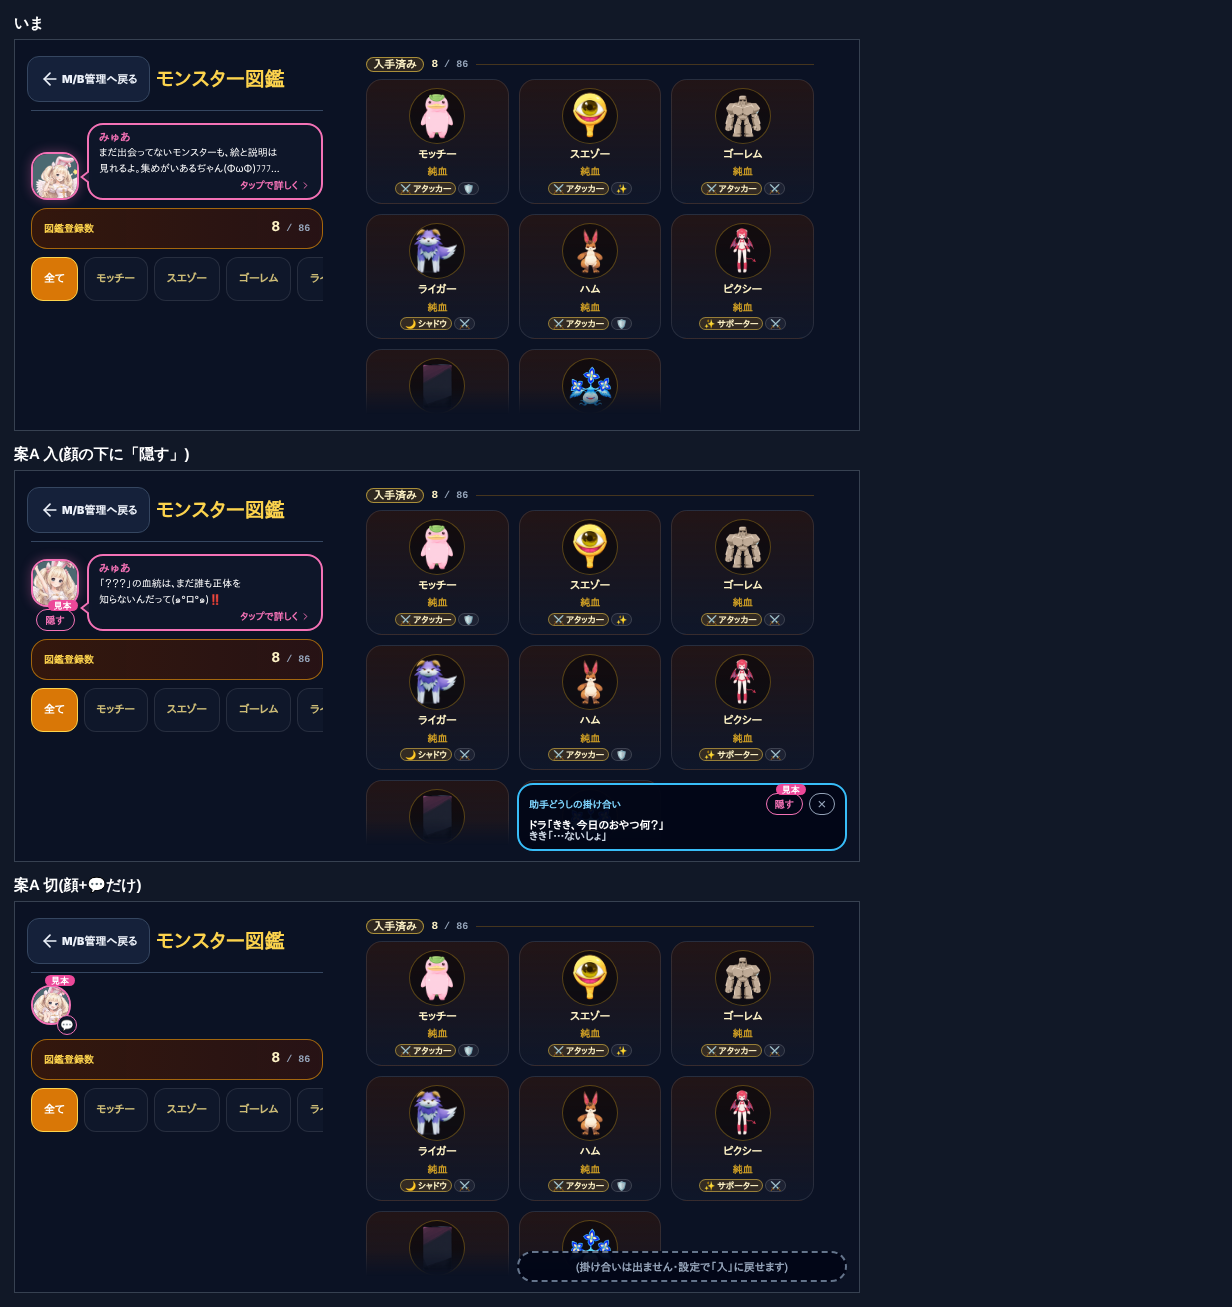 いま
M/B管理へ戻る
モンスター図鑑
みゅあ
まだ出会ってないモンスターも、絵と説明は
見れるよ。集めがいあるぢゃん(ΦωΦ)ﾌﾌﾌ…
タップで詳しく
図鑑登録数
8 / 86
全て
モッチー
スエゾー
ゴーレム
ラ
入手済み 8 / 86
モッチー
純血
アタッカー
スエゾー
純血
アタッカー
ゴーレム
純血
アタッカー
ライガー
純血
シャドウ
ハム
純血
アタッカー
ピクシー
純血
サポーター
案A 入(顔の下に「隠す」)
M/B管理へ戻る
モンスター図鑑
みゅあ
「???」の血統は、まだ誰も正体を
知らないんだって(๑°ㅁ°๑)‼
タップで詳しく
見本
隠す
図鑑登録数
8 / 86
全て
モッチー
スエゾー
ゴーレム
ラ
入手済み 8 / 86
モッチー
純血
アタッカー
スエゾー
純血
アタッカー
ゴーレム
純血
アタッカー
ライガー
純血
シャドウ
ハム
純血
アタッカー
ピクシー
純血
サポーター
見本
助手どうしの掛け合い
隠す
ドラ「きき、今日のおやつ何?」
きき「…ないしょ」
案A 切(顔+💬だけ)
M/B管理へ戻る
モンスター図鑑
見本
図鑑登録数
8 / 86
全て
モッチー
スエゾー
ゴーレム
ラ
入手済み 8 / 86
モッチー
純血
アタッカー
スエゾー
純血
アタッカー
ゴーレム
純血
アタッカー
ライガー
純血
シャドウ
ハム
純血
アタッカー
ピクシー
純血
サポーター
(掛け合いは出ません・設定で「入」に戻せます)